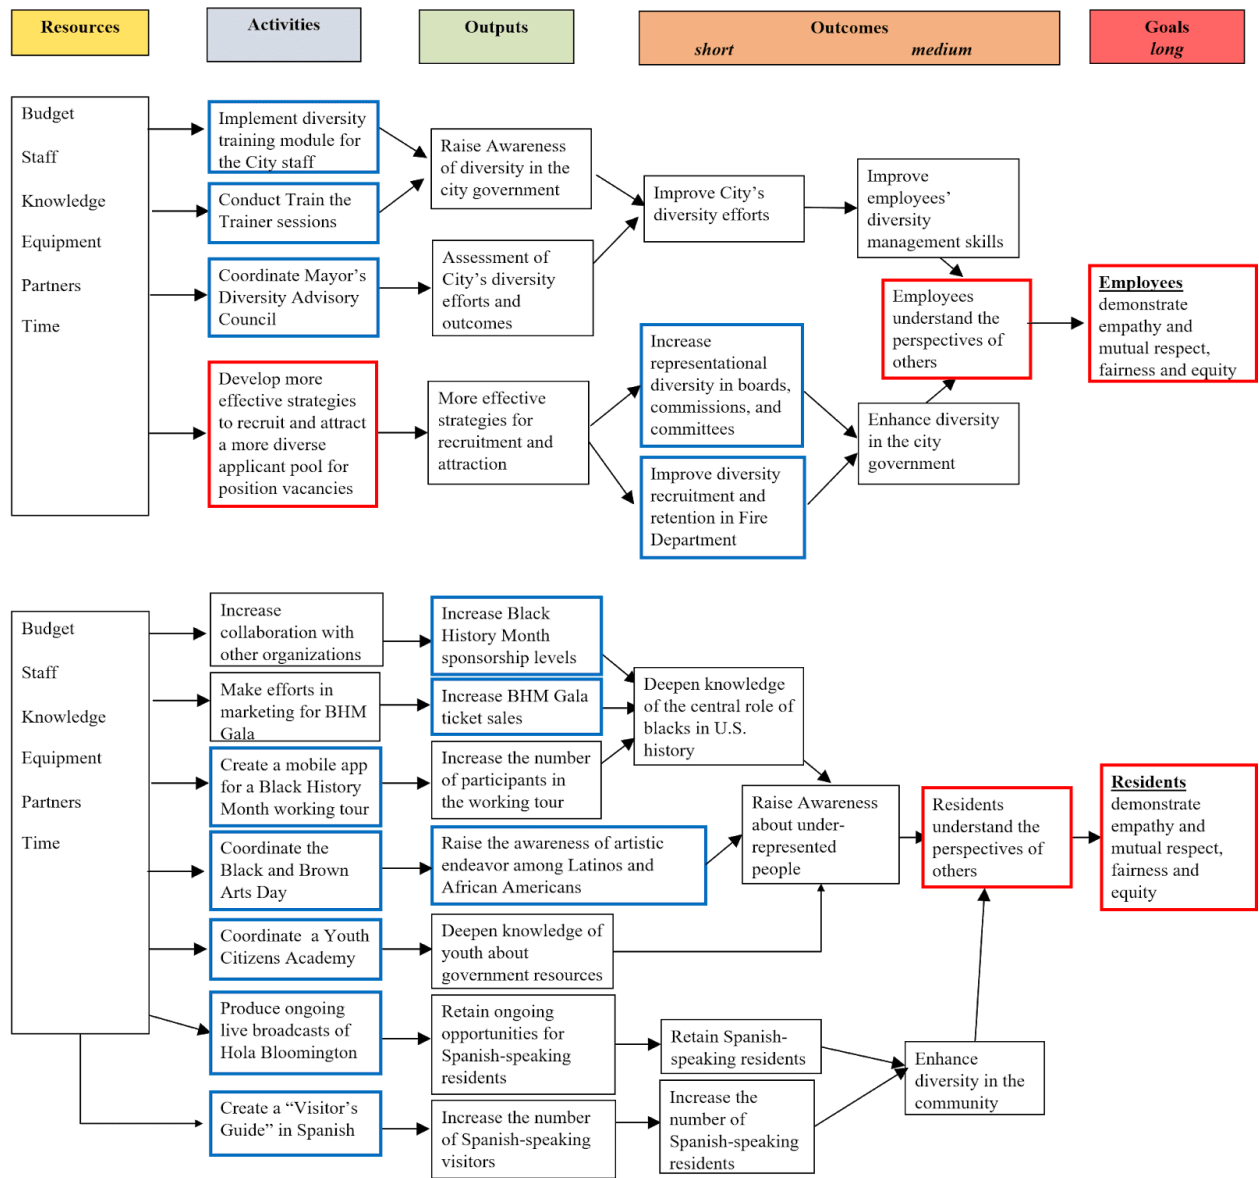 Resources
Activities
Outputs
Outcomes
short medium
Goals
long
Budget
Staff
Knowledge
Equipment
Partners
Time
Implement diversity
training module for
the City staff
Conduct Train the
Trainer sessions
Coordinate Mayor's
Diversity Advisory
Council
Develop more
effective strategies
to recruit and attract
a more diverse
applicant pool for
position vacancies
Raise Awareness
of diversity in the
city government
Assessment of
City's diversity
efforts and
outcomes
More effective
strategies for
recruitment and
attraction
Improve City's
diversity efforts
Increase
representational
diversity in boards,
commissions, and
committees
Improve diversity
recruitment and
retention in Fire
Department
Improve
employees'
diversity
management skills
Employees
understand the
perspectives of
others
Enhance diversity
in the city
government
Employees
demonstrate
empathy and
mutual respect,
fairness and equity
Budget
Staff
Knowledge
Equipment
Partners
Time
Increase
collaboration with
other organizations
Make efforts in
marketing for BHM
Gala
Create a mobile app
for a Black History
Month working tour
Coordinate the
Black and Brown
Arts Day
Coordinate a Youth
Citizens Academy
Produce ongoing
live broadcasts of
Hola Bloomington
Create a “Visitor's
Guide” in Spanish
Increase Black
History Month
sponsorship levels
Increase BHM Gala
ticket sales
Increase the number
of participants in
the working tour
Raise the awareness of artistic
endeavor among Latinos and
African Americans
Deepen knowledge of
youth about
government resources
Retain ongoing
opportunities for
Spanish-speaking
residents
Increase the number
of Spanish-speaking
visitors
Deepen knowledge
of the central role of
blacks in U.S.
history
Raise Awareness
about under-
represented
people
Retain Spanish-
speaking residents
Increase the
number of
Spanish-speaking
residents
Residents
understand the
perspectives of
others
Enhance
diversity in the
community
Residents
demonstrate
empathy and
mutual respect,
fairness and
equity